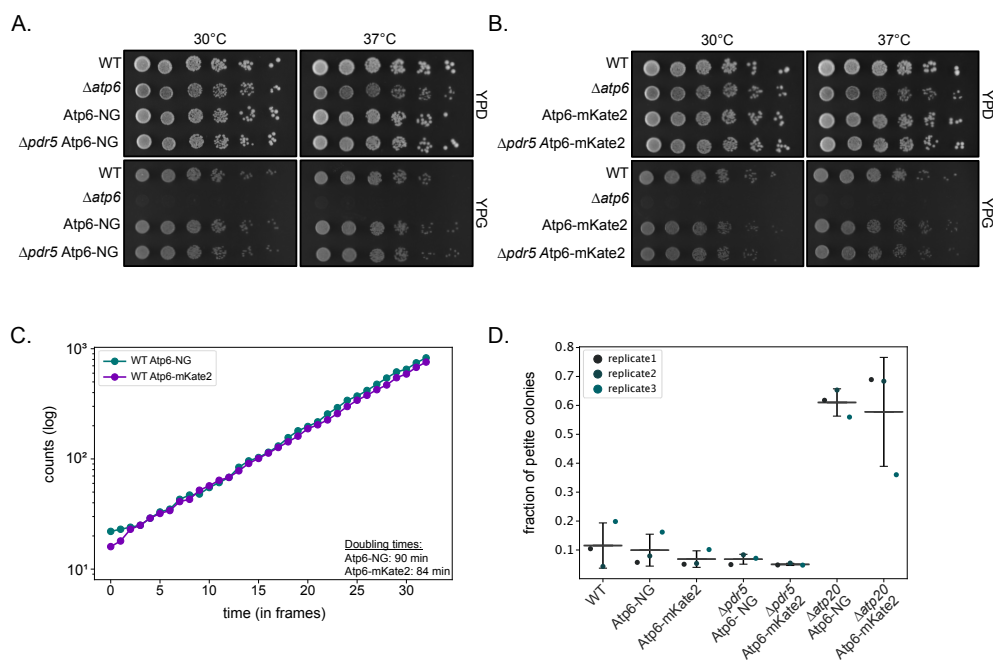 A.
30°C
37°C
WT
Δatp6
Atp6-NG
Δpdr5 Atp6-NG
YPD
WT
Δatp6
Atp6-NG
Δpdr5 Atp6-NG
YPG
B.
30°C
37°C
WT
Δatp6
Atp6-mKate2
Δpdr5 Atp6-mKate2
YPD
WT
Δatp6
Atp6-mKate2
Δpdr5 Atp6-mKate2
YPG
C.
counts (log)
10³
10²
10¹
WT Atp6-NG
WT Atp6-mKate2
Doubling times:
Atp6-NG: 90 min
Atp6-mKate2: 84 min
0 5 10 15 20 25 30
time (in frames)
D.
fraction of petite colonies
0.8
0.7
0.6
0.5
0.4
0.3
0.2
0.1
replicate1
replicate2
replicate3
WT
Atp6-NG
Atp6-mKate2
Δpdr5
Atp6-NG
Δpdr5
Atp6-mKate2
Δatp20
Atp6-NG
Δatp20
Atp6-mKate2